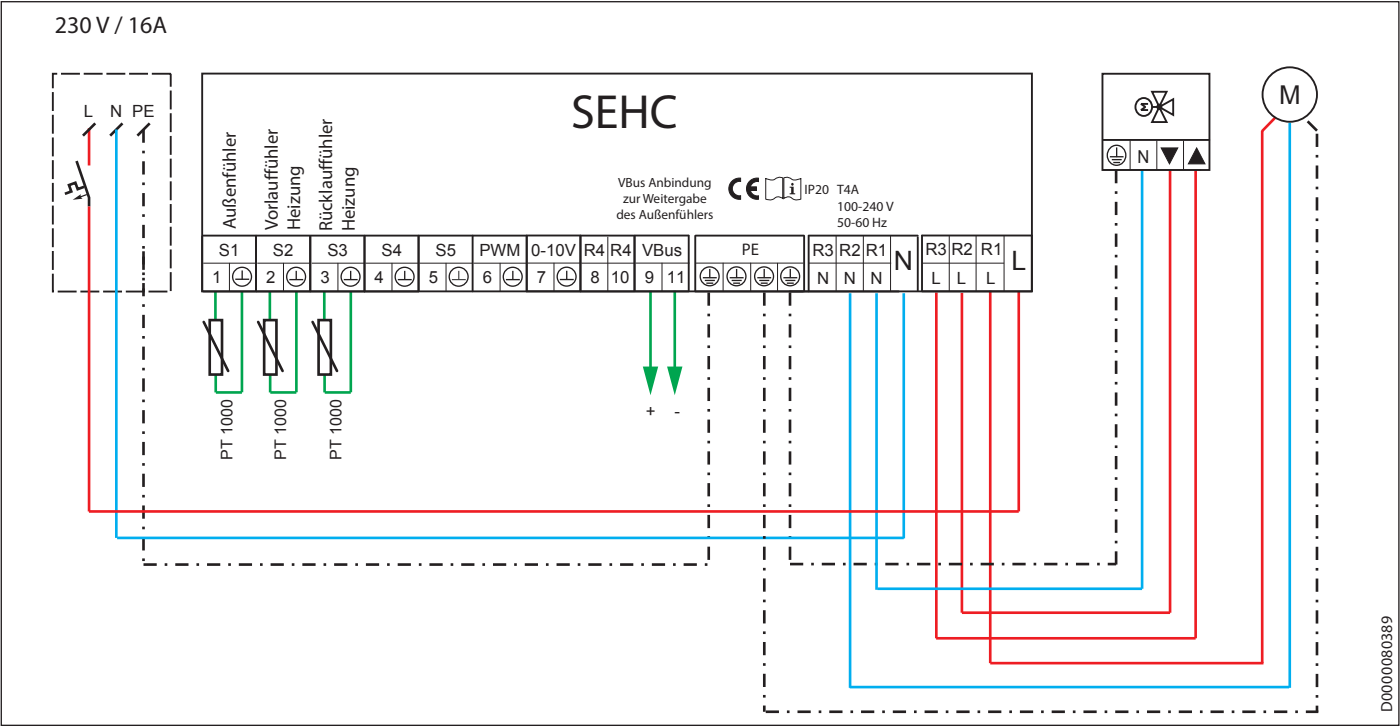 230 V / 16A
L N PE
SEHC
Außenfühler
Vorlauffühler
Heizung
Rücklauffühler
Heizung
VBus Anbindung
zur Weitergabe
des Außenfühlers
CE i IP20 T4A
100-240 V
50-60 Hz
S1 S2 S3 S4 S5 PWM 0-10V R4 R4 VBus PE R3 R2 R1 N R3 R2 R1 L
1 2 3 4 5 6 7 8 10 9 11 N N N L L L
M
N ▼ ▲
M
PT 1000
PT 1000
PT 1000
+ -
D0000080389